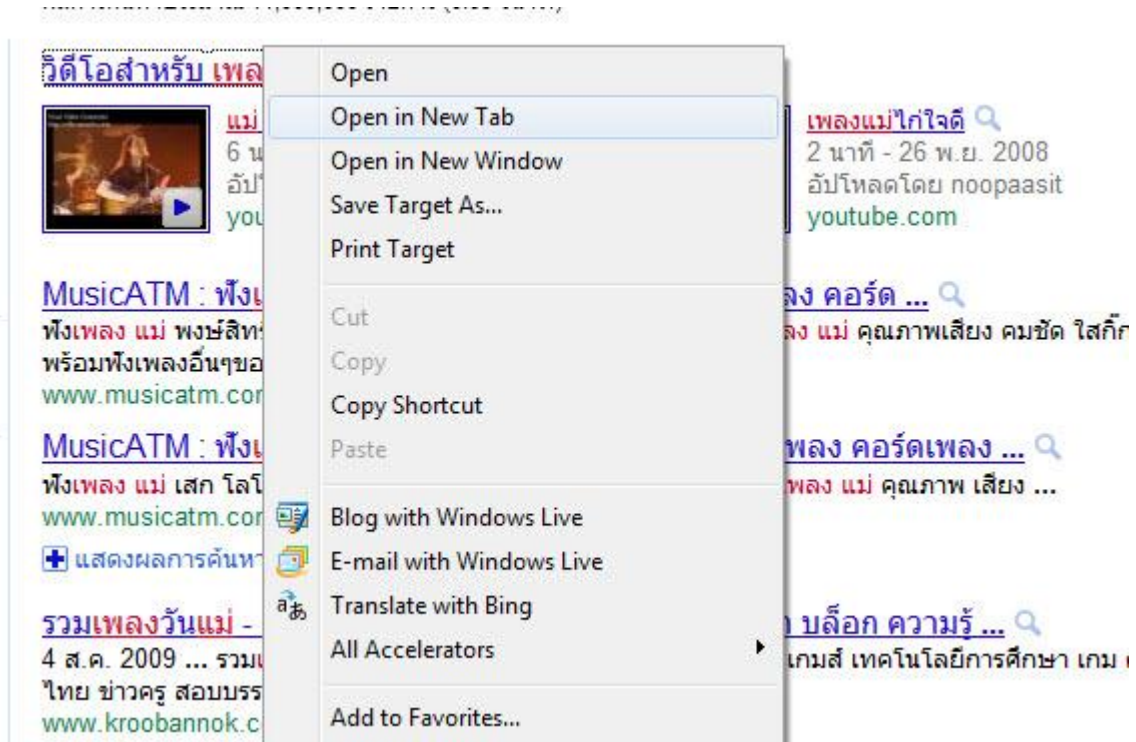 วิดีโอสำหรับ เพล
แม่
6 น
อัป
you
เพลงแม่ไก่ใจดี
2 นาที - 26 พ.ย. 2008
อัปโหลดโดย noopaasit
youtube.com
Open
Open in New Tab
Open in New Window
Save Target As...
Print Target
Cut
Copy
Copy Shortcut
Paste
Blog with Windows Live
E-mail with Windows Live
Translate with Bing
All Accelerators
Add to Favorites...
MusicATM : ฟัง
ลง คอร์ด ...
ฟังเพลง แม่ พงษ์สิทธ
ลง แม่ คุณภาพเสียง คมชัด ใสกิ๊ก
พร้อมฟังเพลงอื่นๆขอ
www.musicatm.com
MusicATM : ฟัง
เพลง คอร์ดเพลง ...
ฟังเพลง แม่ เสก โลโ
เพลง แม่ คุณภาพ เสียง ...
www.musicatm.com
แสดงผลการค้นหา
รวมเพลงวันแม่ -
บล็อก ความรู้ ...
4 ส.ค. 2009 ... รวม
เกมส์ เทคโนโลยีการศึกษา เกม
ไทย ข่าวครู สอบบรร
www.kroobannok.c